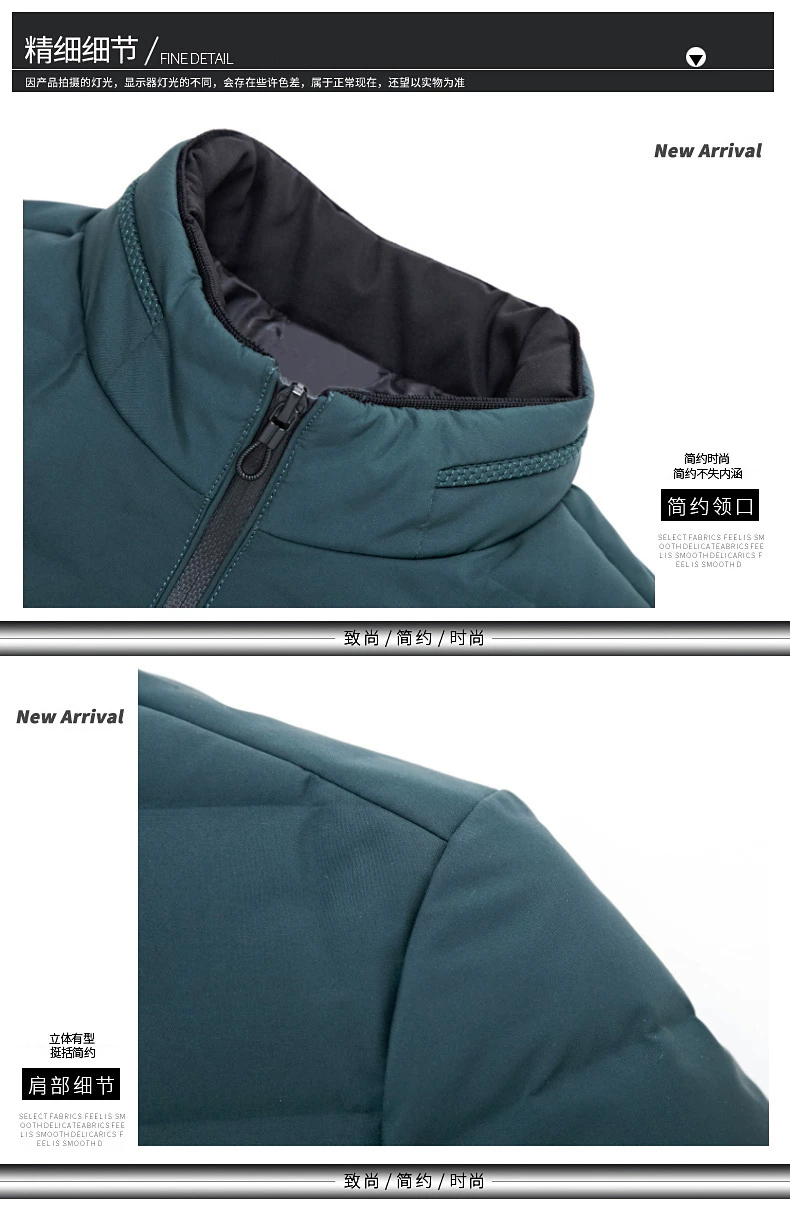 精细细节 / FINE DETAIL
因产品拍摄的灯光，显示器灯光的不同，会存在些许色差，属于正常现在，还望以实物为准
New Arrival
简约时尚
简约不失内涵
简约领口
SELECT FABRICS FEEL IS SM
OOTH DELICATEABRICS FEE
L IS SMOOTH DELICARICS F
EEL IS SMOOTH D
致尚 / 简约 / 时尚
New Arrival
立体有型
挺括简约
肩部细节
SELECT FABRICS FEEL IS SM
OOTH DELICATEABRICS FEE
L IS SMOOTH DELICARICS F
EEL IS SMOOTH D
致尚 / 简约 / 时尚